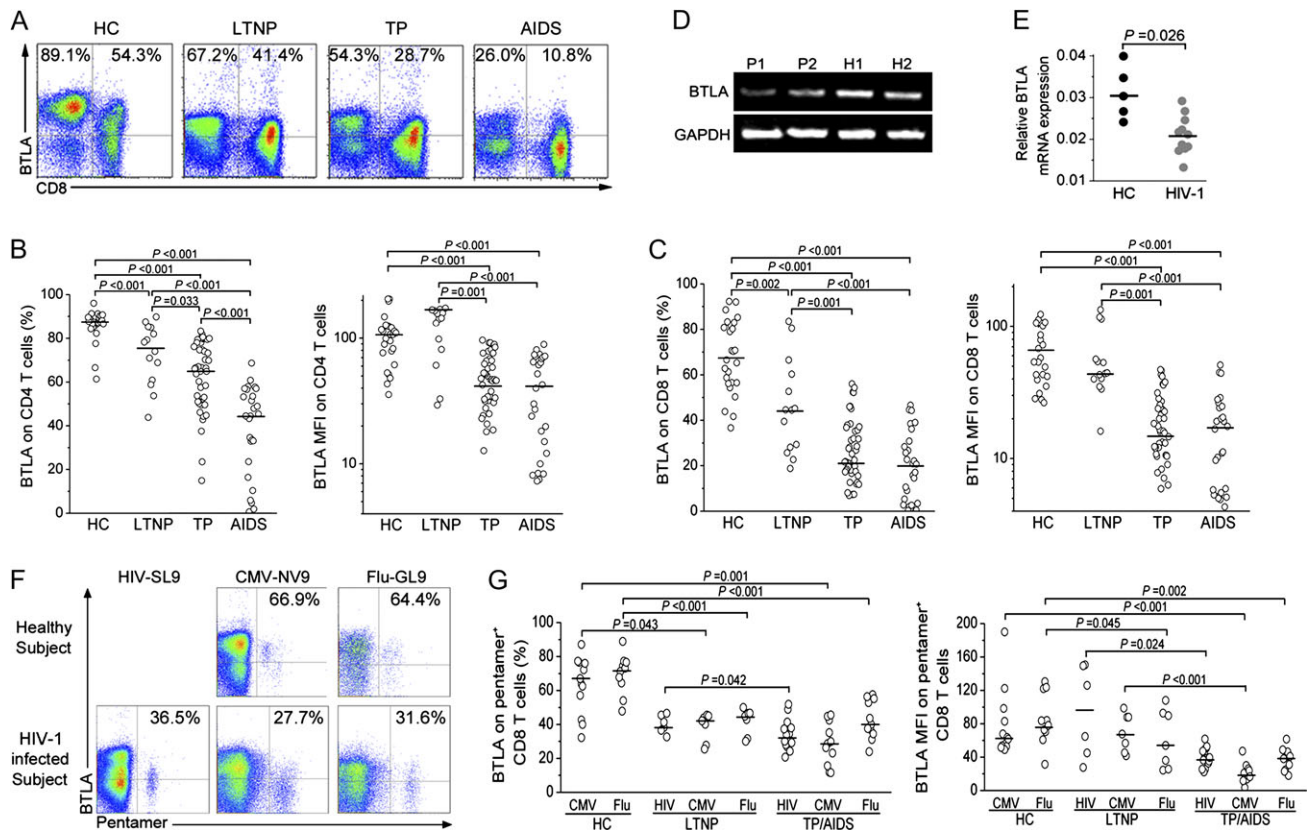 A
HC LTNP TP AIDS
89.1% 54.3% 67.2% 41.4% 54.3% 28.7% 26.0% 10.8%
BTLA
CD8
D
P1 P2 H1 H2
BTLA
GAPDH
E
P =0.026
0.04
0.03
0.02
0.01
Relative BTLA
mRNA expression
HC HIV-1
B
P <0.001
P <0.001
P <0.001 P <0.001
P =0.033 P <0.001
100
80
60
40
20
0
BTLA on CD4 T cells (%)
HC LTNP TP AIDS
P <0.001
P <0.001
P <0.001
P =0.001
100
10
BTLA MFI on CD4 T cells
HC LTNP TP AIDS
C
P <0.001
P <0.001
P =0.002 P <0.001
P =0.001
100
80
60
40
20
0
BTLA on CD8 T cells (%)
HC LTNP TP AIDS
P <0.001
P <0.001
P <0.001
P =0.001
100
10
BTLA MFI on CD8 T cells
HC LTNP TP AIDS
F
HIV-SL9 CMV-NV9 Flu-GL9
Healthy
Subject
66.9% 64.4%
HIV-1
infected
Subject
36.5% 27.7% 31.6%
BTLA
Pentamer
G
P =0.001
P <0.001
P <0.001
P =0.043
P =0.042
100
80
60
40
20
0
BTLA on pentamer+
CD8 T cells (%)
CMV Flu HIV CMV Flu HIV CMV Flu
HC LTNP TP/AIDS
P =0.002
P <0.001
P =0.045
P =0.024
P <0.001
240
200
160
120
80
40
0
BTLA MFI on pentamer+
CD8 T cells
CMV Flu HIV CMV Flu HIV CMV Flu
HC LTNP TP/AIDS